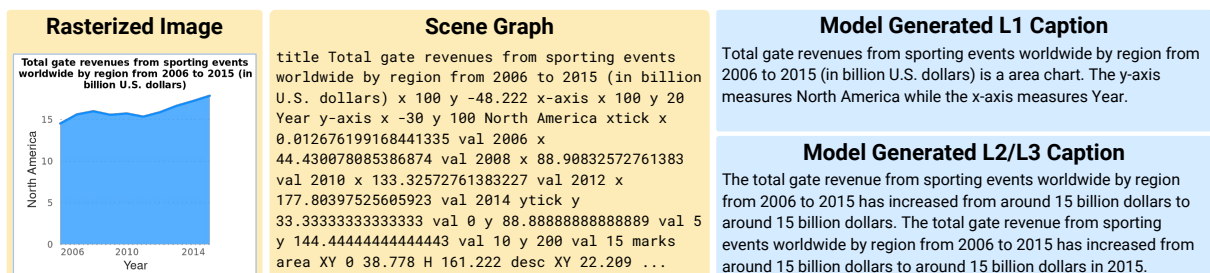 Rasterized Image
Total gate revenues from sporting events
worldwide by region from 2006 to 2015 (in
billion U.S. dollars)
15
10
5
0
North America
2006
2010
2014
Year
Scene Graph
title Total gate revenues from sporting events
worldwide by region from 2006 to 2015 (in billion
U.S. dollars) x 100 y -48.222 x-axis x 100 y 20
Year y-axis x -30 y 100 North America xtick x
0.012676199168441335 val 2006 x
44.430078085386874 val 2008 x 88.90832572761383
val 2010 x 133.32572761383227 val 2012 x
177.80397525605923 val 2014 ytick y
33.33333333333333 val 0 y 88.88888888888889 val 5
y 144.44444444444443 val 10 y 200 val 15 marks
area XY 0 38.778 H 161.222 desc XY 22.209 ...
Model Generated L1 Caption
Total gate revenues from sporting events worldwide by region from
2006 to 2015 (in billion U.S. dollars) is a area chart. The y-axis
measures North America while the x-axis measures Year.
Model Generated L2/L3 Caption
The total gate revenue from sporting events worldwide by region
from 2006 to 2015 has increased from around 15 billion dollars to
around 15 billion dollars. The total gate revenue from sporting
events worldwide by region from 2006 to 2015 has increased from
around 15 billion dollars to around 15 billion dollars in 2015.